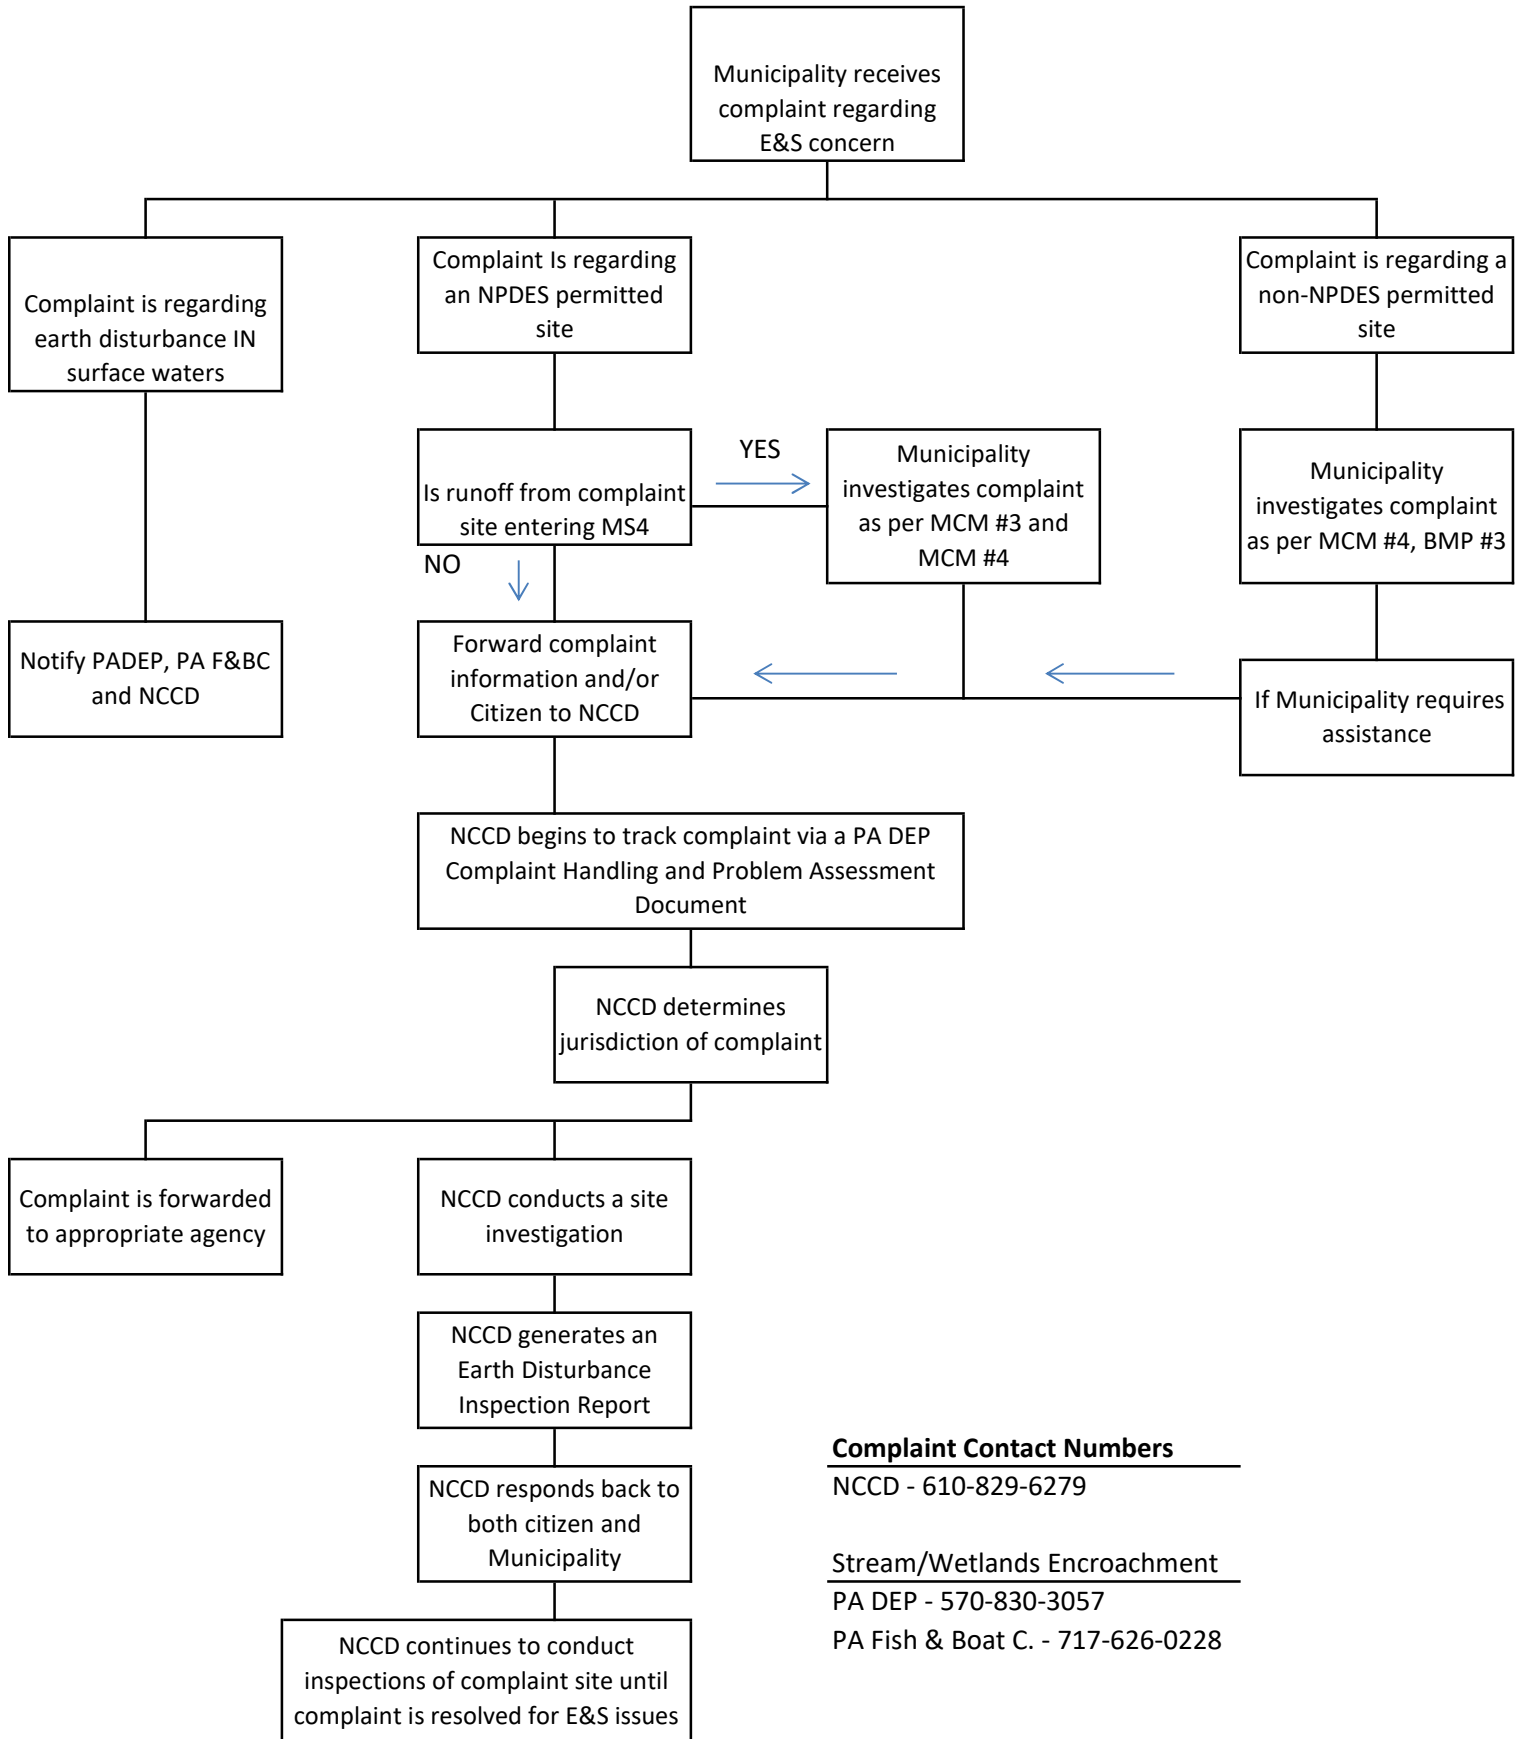 Municipality receives
complaint regarding
E&S concern
Complaint is regarding
earth disturbance IN
surface waters
Complaint Is regarding
an NPDES permitted
site
Complaint is regarding a
non-NPDES permitted
site
Is runoff from complaint
site entering MS4
YES
NO
Municipality
investigates complaint
as per MCM #3 and
MCM #4
Municipality
investigates complaint
as per MCM #4, BMP #3
Notify PADEP, PA F&BC
and NCCD
Forward complaint
information and/or
Citizen to NCCD
If Municipality requires
assistance
NCCD begins to track complaint via a PA DEP
Complaint Handling and Problem Assessment
Document
NCCD determines
jurisdiction of complaint
Complaint is forwarded
to appropriate agency
NCCD conducts a site
investigation
NCCD generates an
Earth Disturbance
Inspection Report
NCCD responds back to
both citizen and
Municipality
NCCD continues to conduct
inspections of complaint site until
complaint is resolved for E&S issues
Complaint Contact Numbers
NCCD - 610-829-6279
Stream/Wetlands Encroachment
PA DEP - 570-830-3057
PA Fish & Boat C. - 717-626-0228